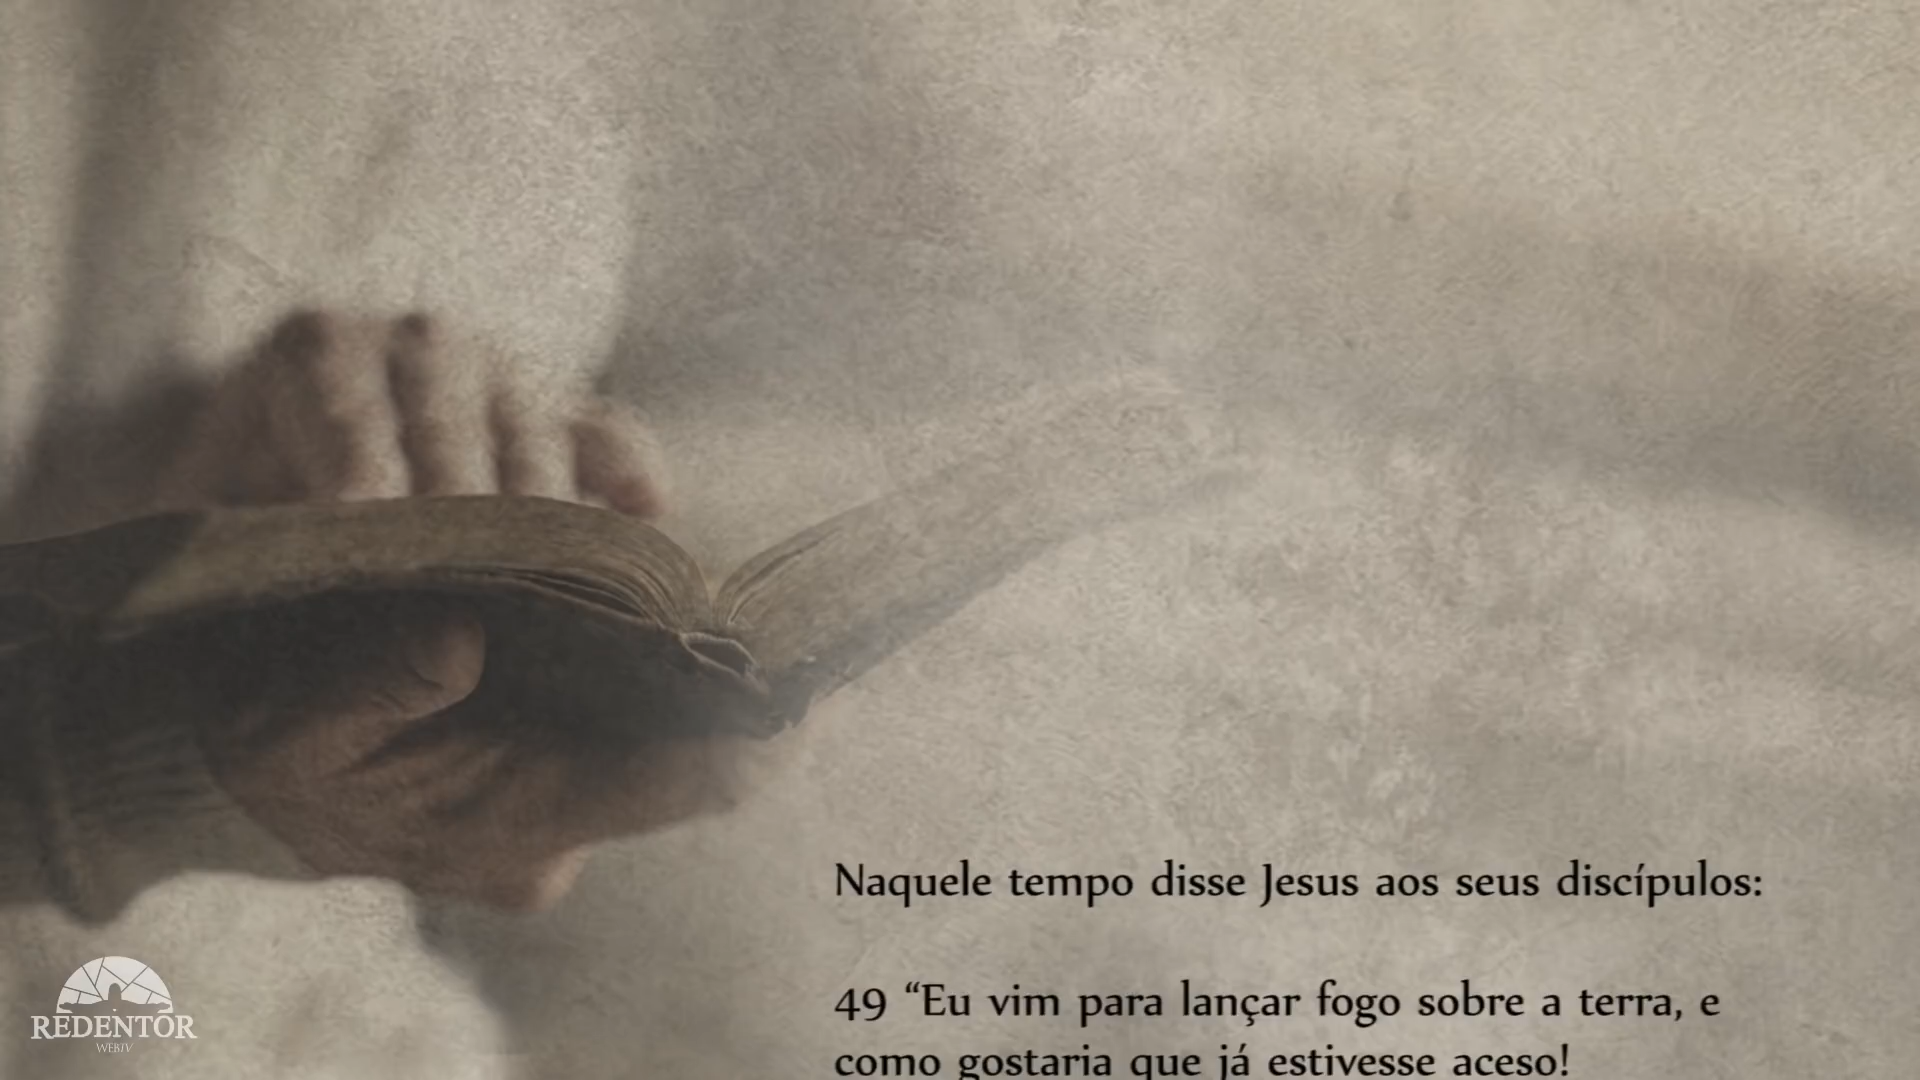 Naquele tempo disse Jesus aos seus discípulos:
49 “Eu vim para lançar fogo sobre a terra, e
como gostaria que já estivesse aceso!
REDENTOR
WEBTV